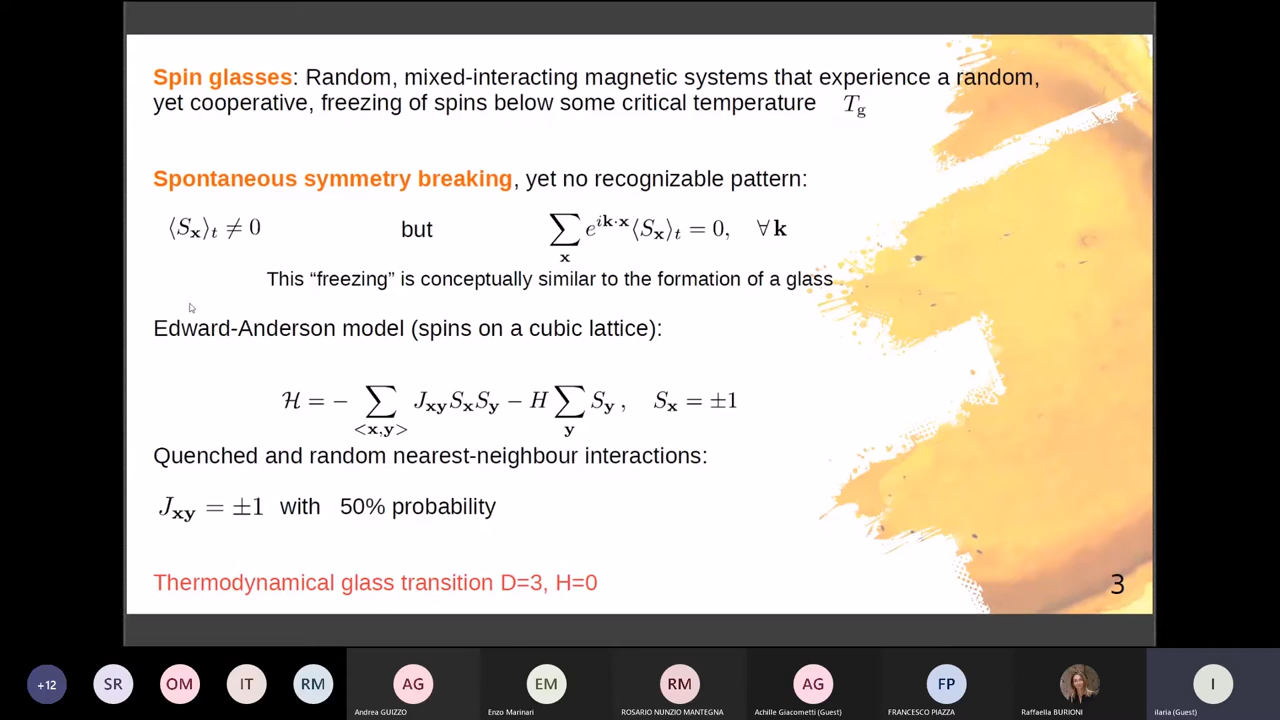 Spin glasses: Random, mixed-interacting magnetic systems that experience a random,
yet cooperative, freezing of spins below some critical temperature T_g
Spontaneous symmetry breaking, yet no recognizable pattern:
⟨S_𝐱⟩_t ≠ 0 but ∑_𝐱 e^{i𝐤·𝐱}⟨S_𝐱⟩_t = 0, ∀ 𝐤
This “freezing” is conceptually similar to the formation of a glass
Edward-Anderson model (spins on a cubic lattice):
ℋ = − ∑_{<𝐱,𝐲>} J_𝐱𝐲 S_𝐱 S_𝐲 − H ∑_𝐲 S_𝐲 , S_𝐱 = ±1
Quenched and random nearest-neighbour interactions:
J_𝐱𝐲 = ±1 with 50% probability
Thermodynamical glass transition D=3, H=0
3
+12 SR OM IT RM AG EM RM AG FP I
Andrea GUIZZO Enzo Marinari ROSARIO NUNZIO MANTEGNA Achille Giacometti (Guest) FRANCESCO PIAZZA Raffaella BURIONI ilaria (Guest)